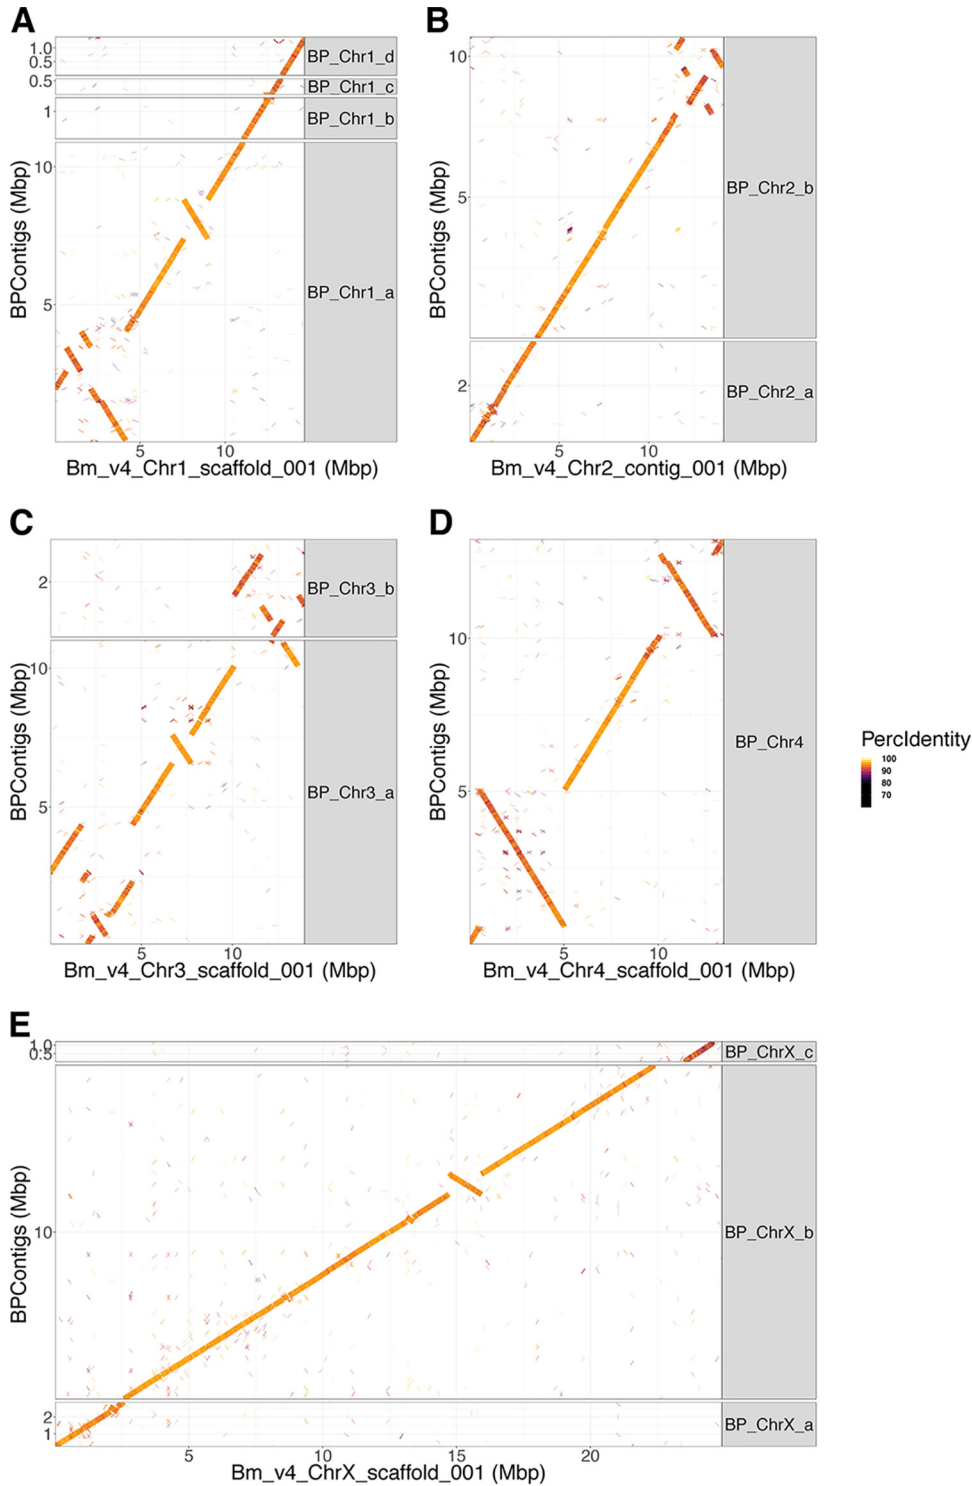 A
1.0
0.5
0.5
1
10
5
BPContigs (Mbp)
BP_Chr1_d
BP_Chr1_c
BP_Chr1_b
BP_Chr1_a
5
10
Bm_v4_Chr1_scaffold_001 (Mbp)
B
10
5
2
BPContigs (Mbp)
BP_Chr2_b
BP_Chr2_a
5
10
Bm_v4_Chr2_contig_001 (Mbp)
C
2
10
5
BPContigs (Mbp)
BP_Chr3_b
BP_Chr3_a
5
10
Bm_v4_Chr3_scaffold_001 (Mbp)
D
10
5
BPContigs (Mbp)
BP_Chr4
5
10
Bm_v4_Chr4_scaffold_001 (Mbp)
PercIdentity
100
90
80
70
E
1.0
0.5
10
2
1
BPContigs (Mbp)
BP_ChrX_c
BP_ChrX_b
BP_ChrX_a
5
10
15
20
Bm_v4_ChrX_scaffold_001 (Mbp)